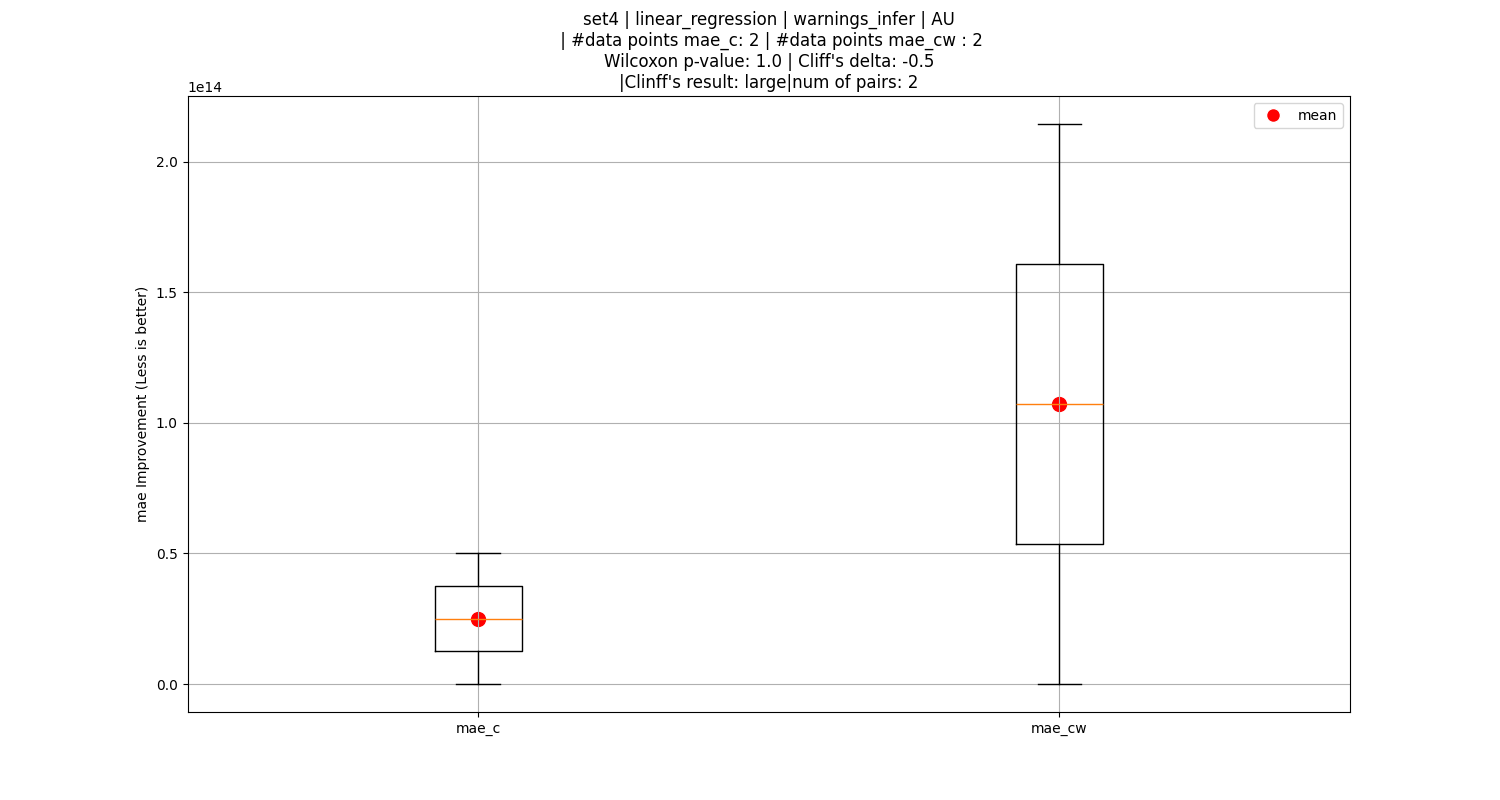 set4 | linear_regression | warnings_infer | AU
| #data points mae_c: 2 | #data points mae_cw : 2
Wilcoxon p-value: 1.0 | Cliff's delta: -0.5
|Clinff's result: large|num of pairs: 2
1e14
mean
2.0
1.5
1.0
0.5
0.0
mae Improvement (Less is better)
mae_c
mae_cw